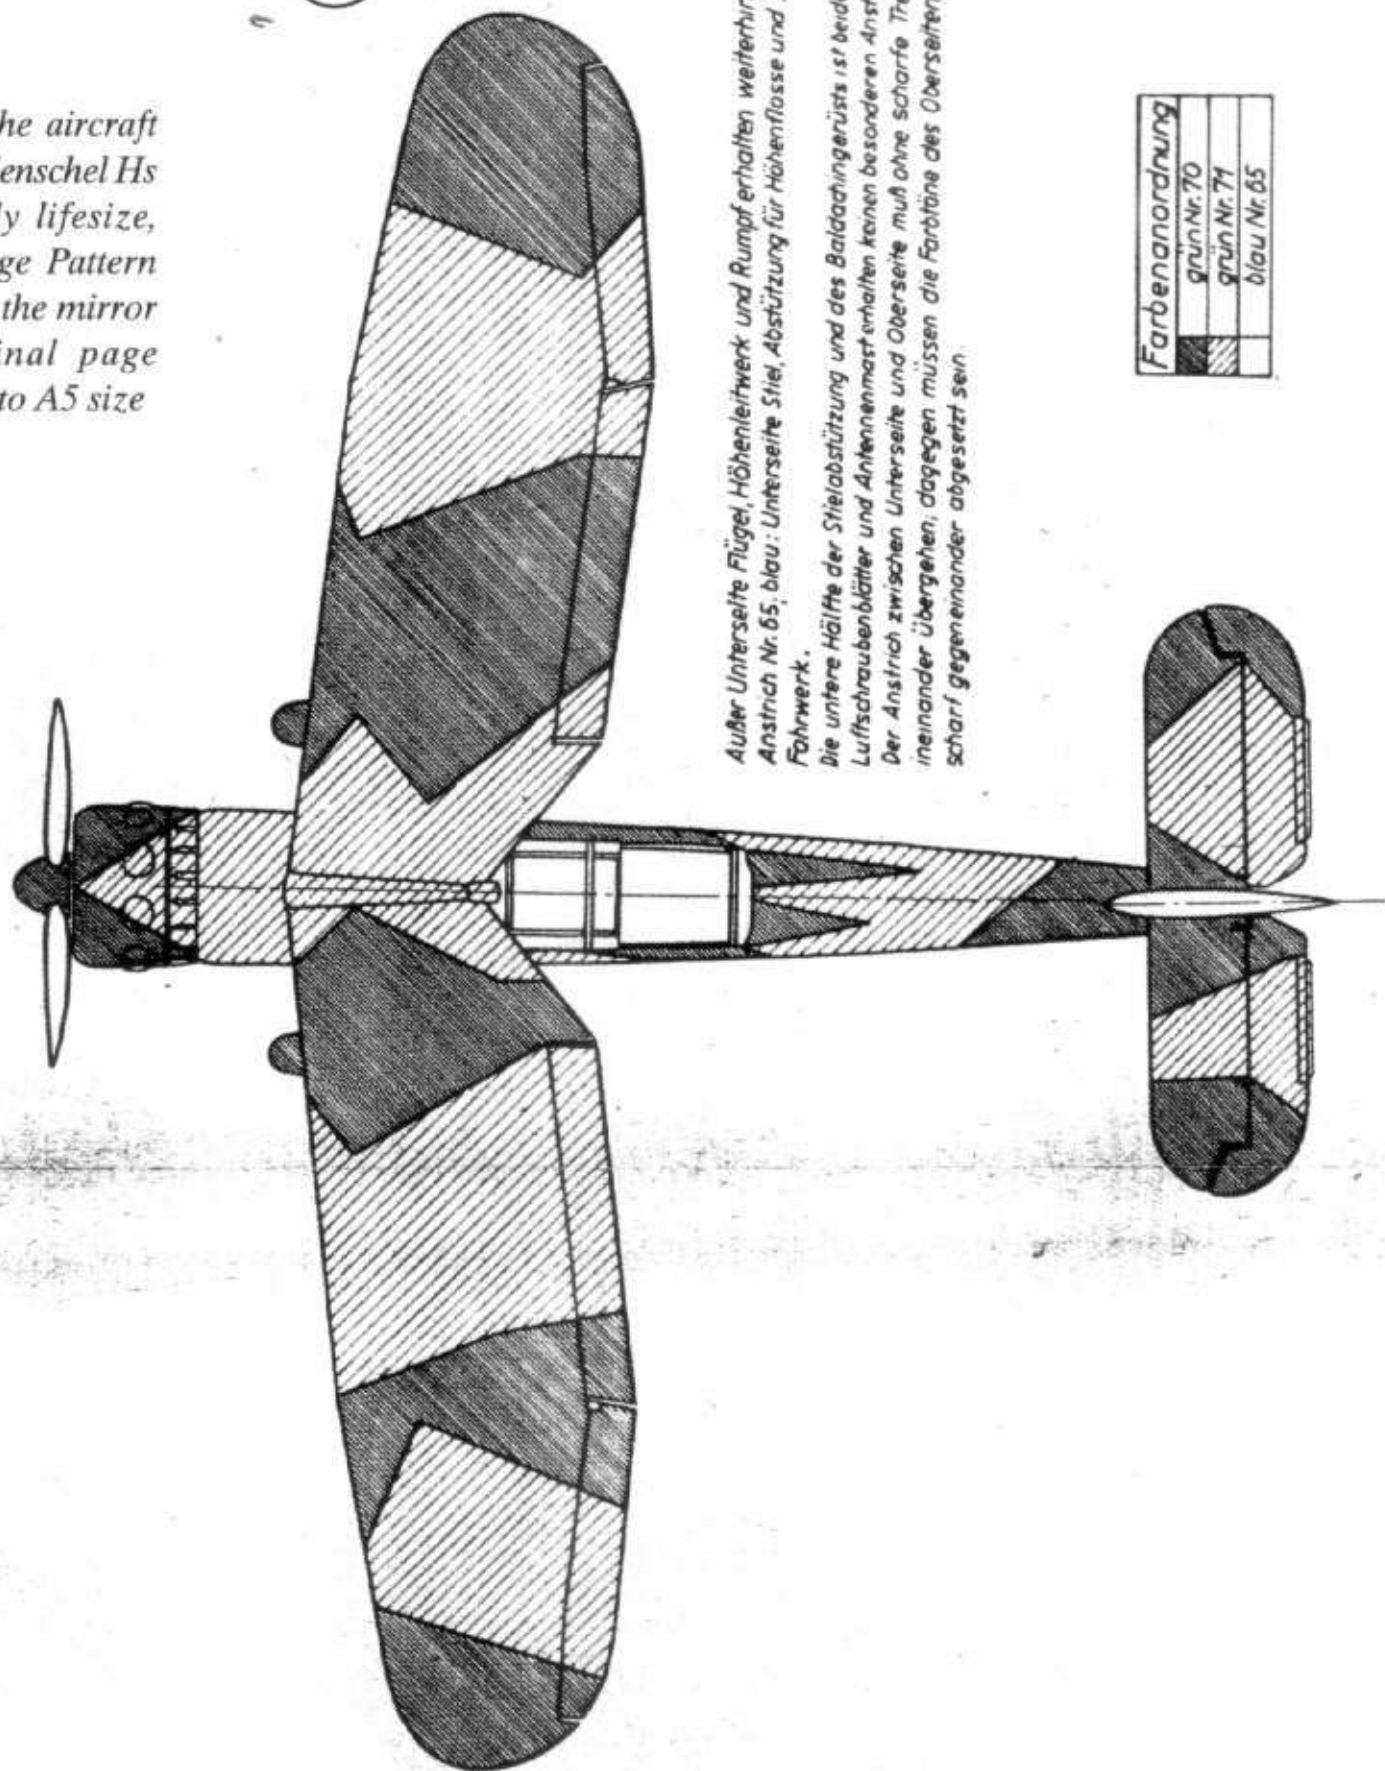 he aircraft
enschel Hs
ly lifesize,
ge Pattern
the mirror
inal page
to A5 size
Außer Unterseite Flügel, Höhenleitwerk und Rumpf erhalten weiterhin
Anstrich Nr. 65, blau: Unterseite Stiel, Abstützung für Höhenflosse und
Fahrwerk.
Die untere Hälfte der Stielabstützung und des Baldachingerüsts ist beid
Luftschraubenblätter und Antennenmast erhalten keinen besonderen Anst
Der Anstrich zwischen Unterseite und Oberseite muß ohne scharfe Tre
ineinander übergehen, dagegen müssen die Farbtöne des Oberseiten
scharf gegeneinander abgesetzt sein.
Farbenanordnung
grün Nr. 70
grün Nr. 71
blau Nr. 65